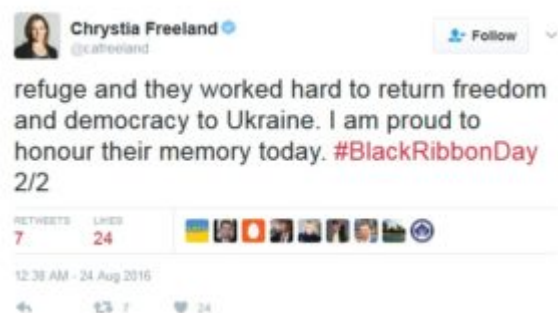 Chrystia Freeland
@cafreeland
Follow
refuge and they worked hard to return freedom
and democracy to Ukraine. I am proud to
honour their memory today. #BlackRibbonDay
2/2
RETWEETS LIKES
7 24
12:38 AM - 24 Aug 2016
7 24